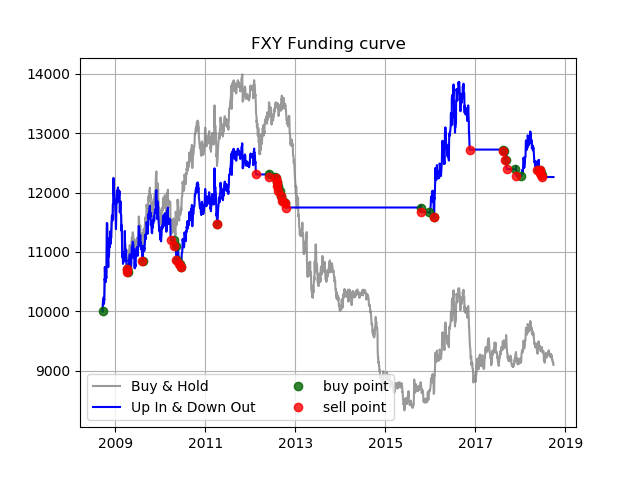 FXY Funding curve
14000
13000
12000
11000
10000
9000
Buy & Hold
Up In & Down Out
buy point
sell point
2009 2011 2013 2015 2017 2019